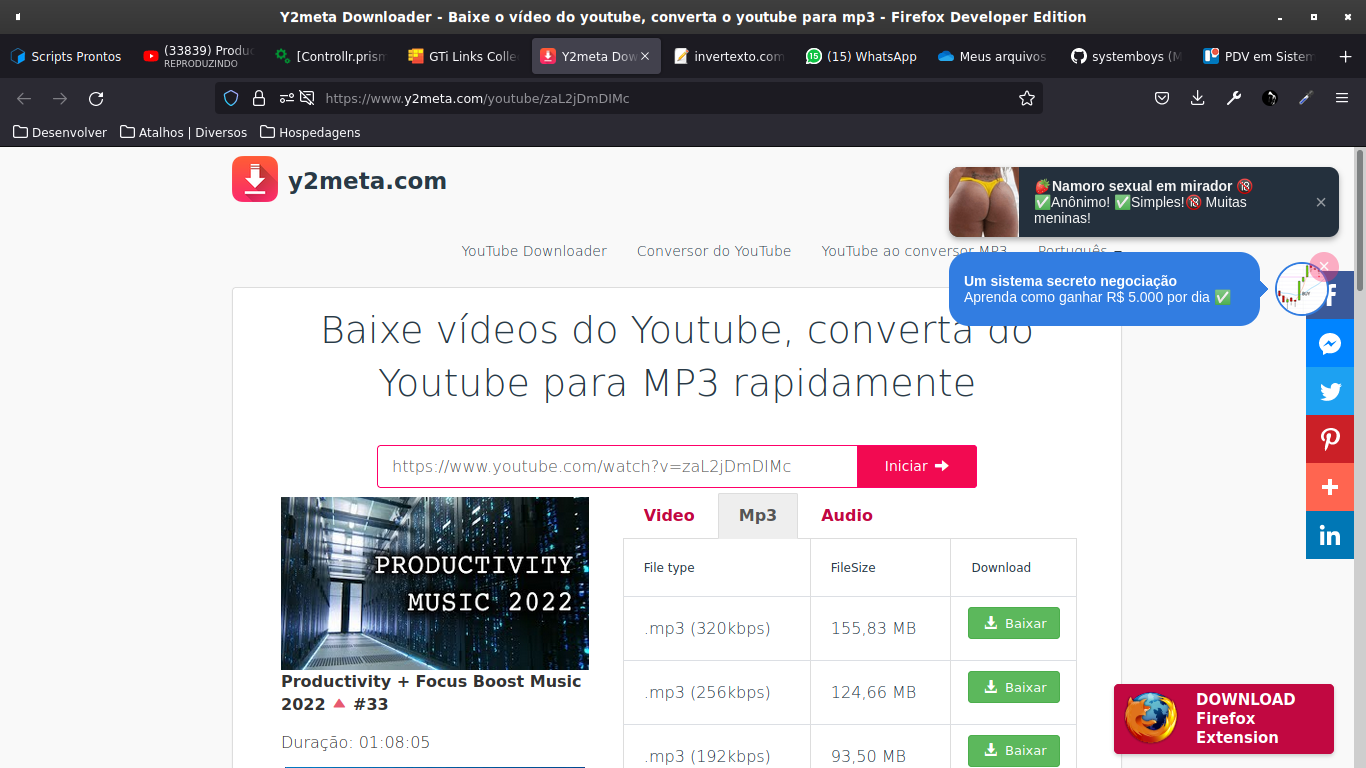 Y2meta Downloader - Baixe o vídeo do youtube, converta o youtube para mp3 - Firefox Developer Edition
Scripts Prontos
(33839) Produc
REPRODUZINDO
[Controllr.prism
GTi Links Colle
Y2meta Dow
invertexto.com
(15) WhatsApp
Meus arquivos
systemboys (M
PDV em Sistem
https://www.y2meta.com/youtube/zaL2jDmDIMc
Desenvolver
Atalhos | Diversos
Hospedagens
y2meta.com
🍓Namoro sexual em mirador 🔞
✅Anônimo! ✅Simples!🔞 Muitas
meninas!
YouTube Downloader
Conversor do YouTube
YouTube ao conversor MP3
Português
Um sistema secreto negociação
Aprenda como ganhar R$ 5.000 por dia ✅
BUY
Baixe vídeos do Youtube, converta do
Youtube para MP3 rapidamente
https://www.youtube.com/watch?v=zaL2jDmDIMc
Iniciar
PRODUCTIVITY
MUSIC 2022
Productivity + Focus Boost Music
2022 🔺 #33
Duração: 01:08:05
Video
Mp3
Audio
File type
FileSize
Download
.mp3 (320kbps)
155,83 MB
Baixar
.mp3 (256kbps)
124,66 MB
Baixar
.mp3 (192kbps)
93,50 MB
Baixar
DOWNLOAD
Firefox
Extension